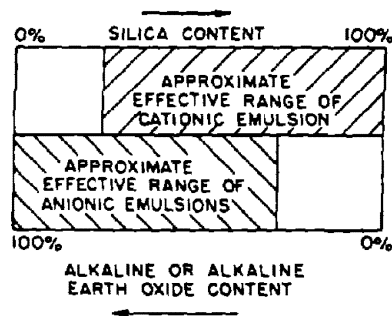 SILICA CONTENT
0% 100%
APPROXIMATE
EFFECTIVE RANGE OF
CATIONIC EMULSION
APPROXIMATE
EFFECTIVE RANGE OF
ANIONIC EMULSIONS
100% 0%
ALKALINE OR ALKALINE
EARTH OXIDE CONTENT